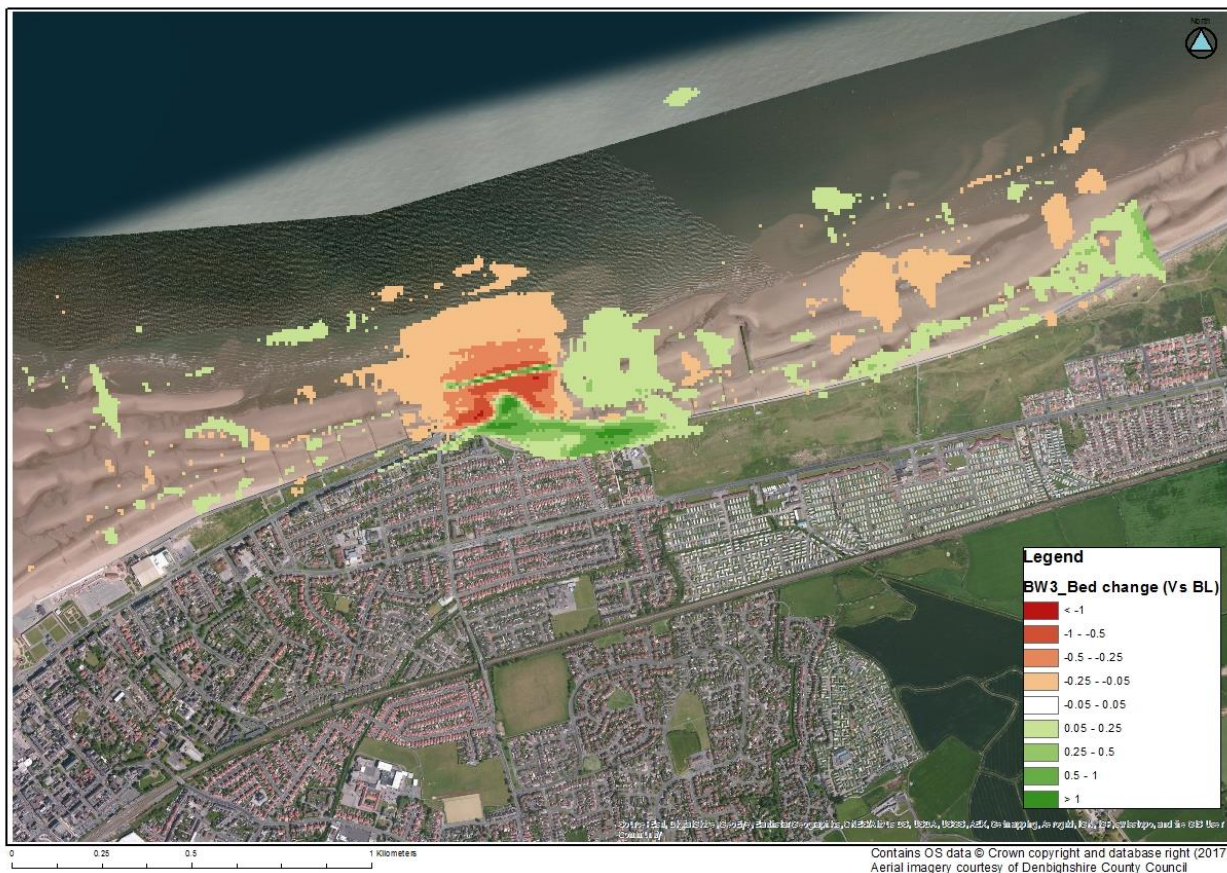 North
Legend
BW3_Bed change (Vs BL)
< -1
-1 - -0.5
-0.5 - -0.25
-0.25 - -0.05
-0.05 - 0.05
0.05 - 0.25
0.25 - 0.5
0.5 - 1
> 1
0 0.25 0.5 1 Kilometers
Contains OS data © Crown copyright and database right (2017
Aerial imagery courtesy of Denbighshire County Council